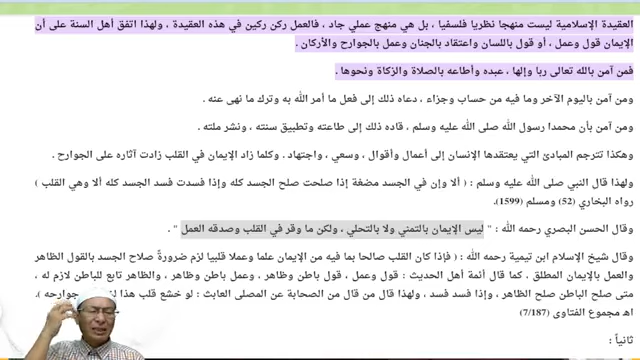 العقيدة الإسلامية ليست منهجا نظريا فلسفيا ، بل هي منهج عملي جاد ، فالعمل ركن ركين في هذه العقيدة ، ولهذا اتفق أهل السنة على أن
الإيمان قول وعمل ، أو قول باللسان واعتقاد بالجنان وعمل بالجوارح والأركان .
فمن آمن بالله تعالى ربا وإلها ، عبده وأطاعه بالصلاة والزكاة ونحوها .
ومن آمن باليوم الآخر وما فيه من حساب وجزاء ، دعاه ذلك إلى فعل ما أمر الله به وترك ما نهى عنه .
ومن آمن بأن محمدا رسول الله صلى الله عليه وسلم ، قاده ذلك إلى طاعته وتطبيق سنته ، ونشر ملته .
وهكذا تترجم المبادئ التي يعتقدها الإنسان إلى أعمال وأقوال ، وسعي ، واجتهاد . وكلما زاد الإيمان في القلب زادت آثاره على الجوارح .
ولهذا قال النبي صلى الله عليه وسلم : ( ألا وإن في الجسد مضغة إذا صلحت صلح الجسد كله وإذا فسدت فسد الجسد كله ألا وهي القلب )
رواه البخاري (52) ومسلم (1599).
وقال الحسن البصري رحمه الله : " ليس الإيمان بالتمني ولا بالتحلي ، ولكن ما وقر في القلب وصدقه العمل " .
وقال شيخ الإسلام ابن تيمية رحمه الله : ( فإذا كان القلب صالحا بما فيه من الإيمان علما وعملا قلبيا لزم ضرورةً صلاح الجسد بالقول الظاهر
والعمل بالإيمان المطلق . كما قال أئمة أهل الحديث : قول وعمل ، قول باطن وظاهر ، وعمل باطن وظاهر ، والظاهر تابع للباطن لازم له ،
متى صلح الباطن صلح الظاهر ، وإذا فسد فسد ، ولهذا قال من قال من الصحابة عن المصلى العابث : لو خشع قلب هذا جوارحه ).
اهـ مجموع الفتاوى (7/187)
ثانياً :